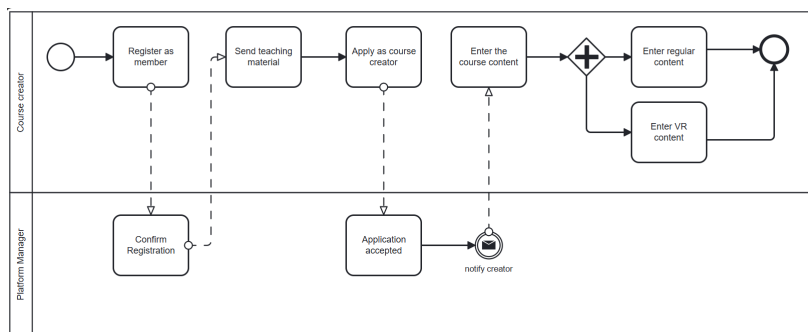 Course creator
Register as
member
Send teaching
material
Apply as course
creator
Enter the
course content
Enter regular
content
Enter VR
content
Platform Manager
Confirm
Registration
Application
accepted
notify creator